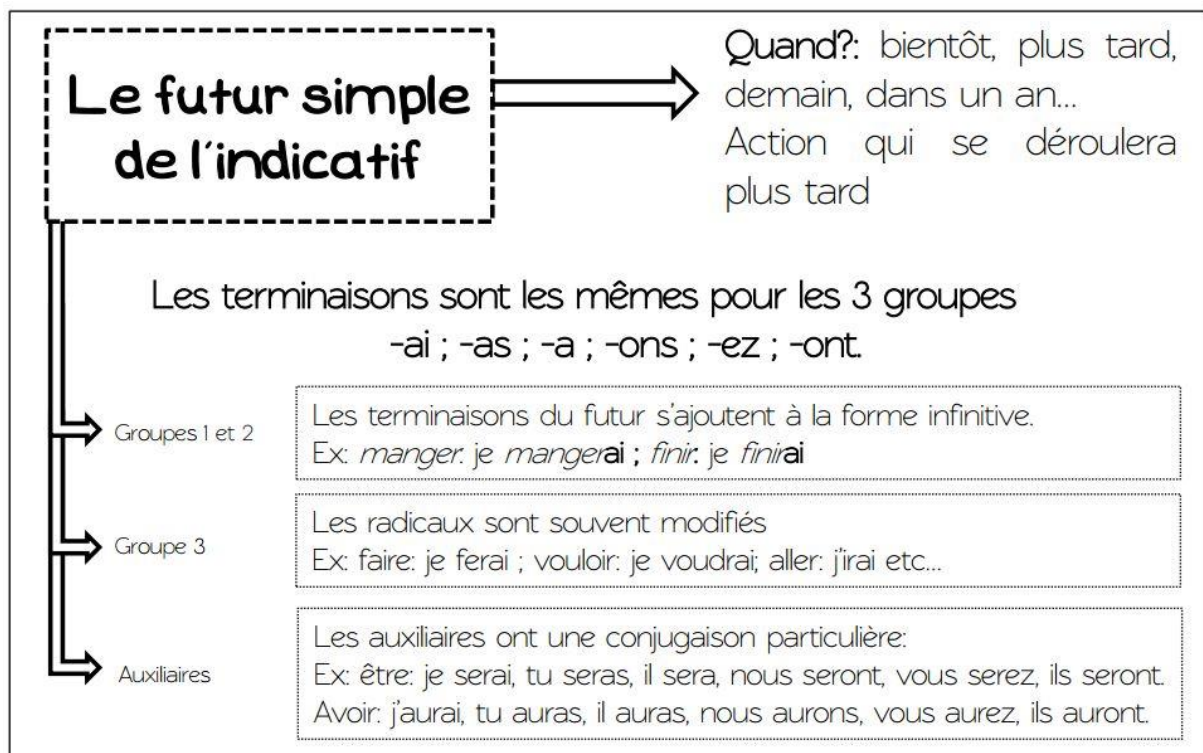 Le futur simple
de l'indicatif
Quand?: bientôt, plus tard,
demain, dans un an...
Action qui se déroulera
plus tard
Les terminaisons sont les mêmes pour les 3 groupes
-ai ; -as ; -a ; -ons ; -ez ; -ont.
Groupes 1 et 2
Les terminaisons du futur s'ajoutent à la forme infinitive.
Ex: manger: je mangerai ; finir: je finirai
Groupe 3
Les radicaux sont souvent modifiés
Ex: faire: je ferai ; vouloir: je voudrai; aller: j'irai etc...
Auxiliaires
Les auxiliaires ont une conjugaison particulière:
Ex: être: je serai, tu seras, il sera, nous seront, vous serez, ils seront.
Avoir: j'aurai, tu auras, il auras, nous aurons, vous aurez, ils auront.